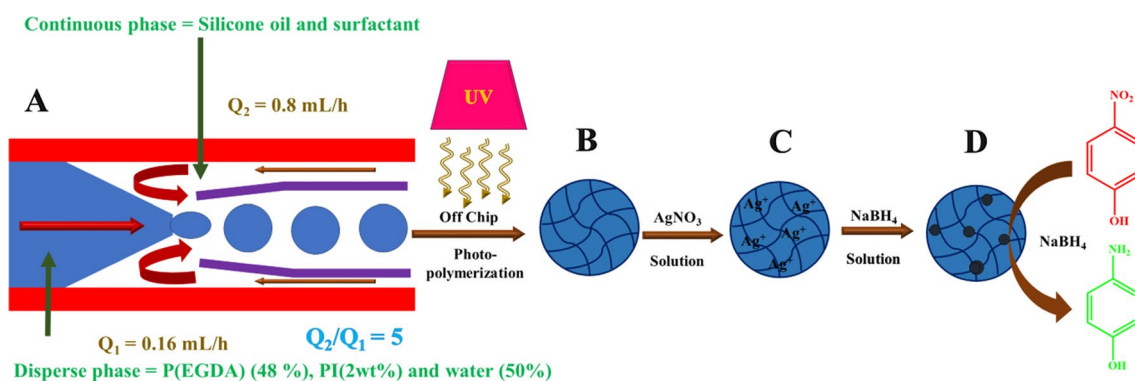 Continuous phase = Silicone oil and surfactant
A
Q₂ = 0.8 mL/h
UV
Off Chip
Photo-
polymerization
B
AgNO₃
Solution
C
Ag⁺ Ag⁺
Ag⁺
Ag⁺ Ag⁺
Ag⁺
NaBH₄
Solution
D
NO₂
OH
NaBH₄
NH₂
OH
Q₁ = 0.16 mL/h
Q₂/Q₁ = 5
Disperse phase = P(EGDA) (48 %), PI(2wt%) and water (50%)